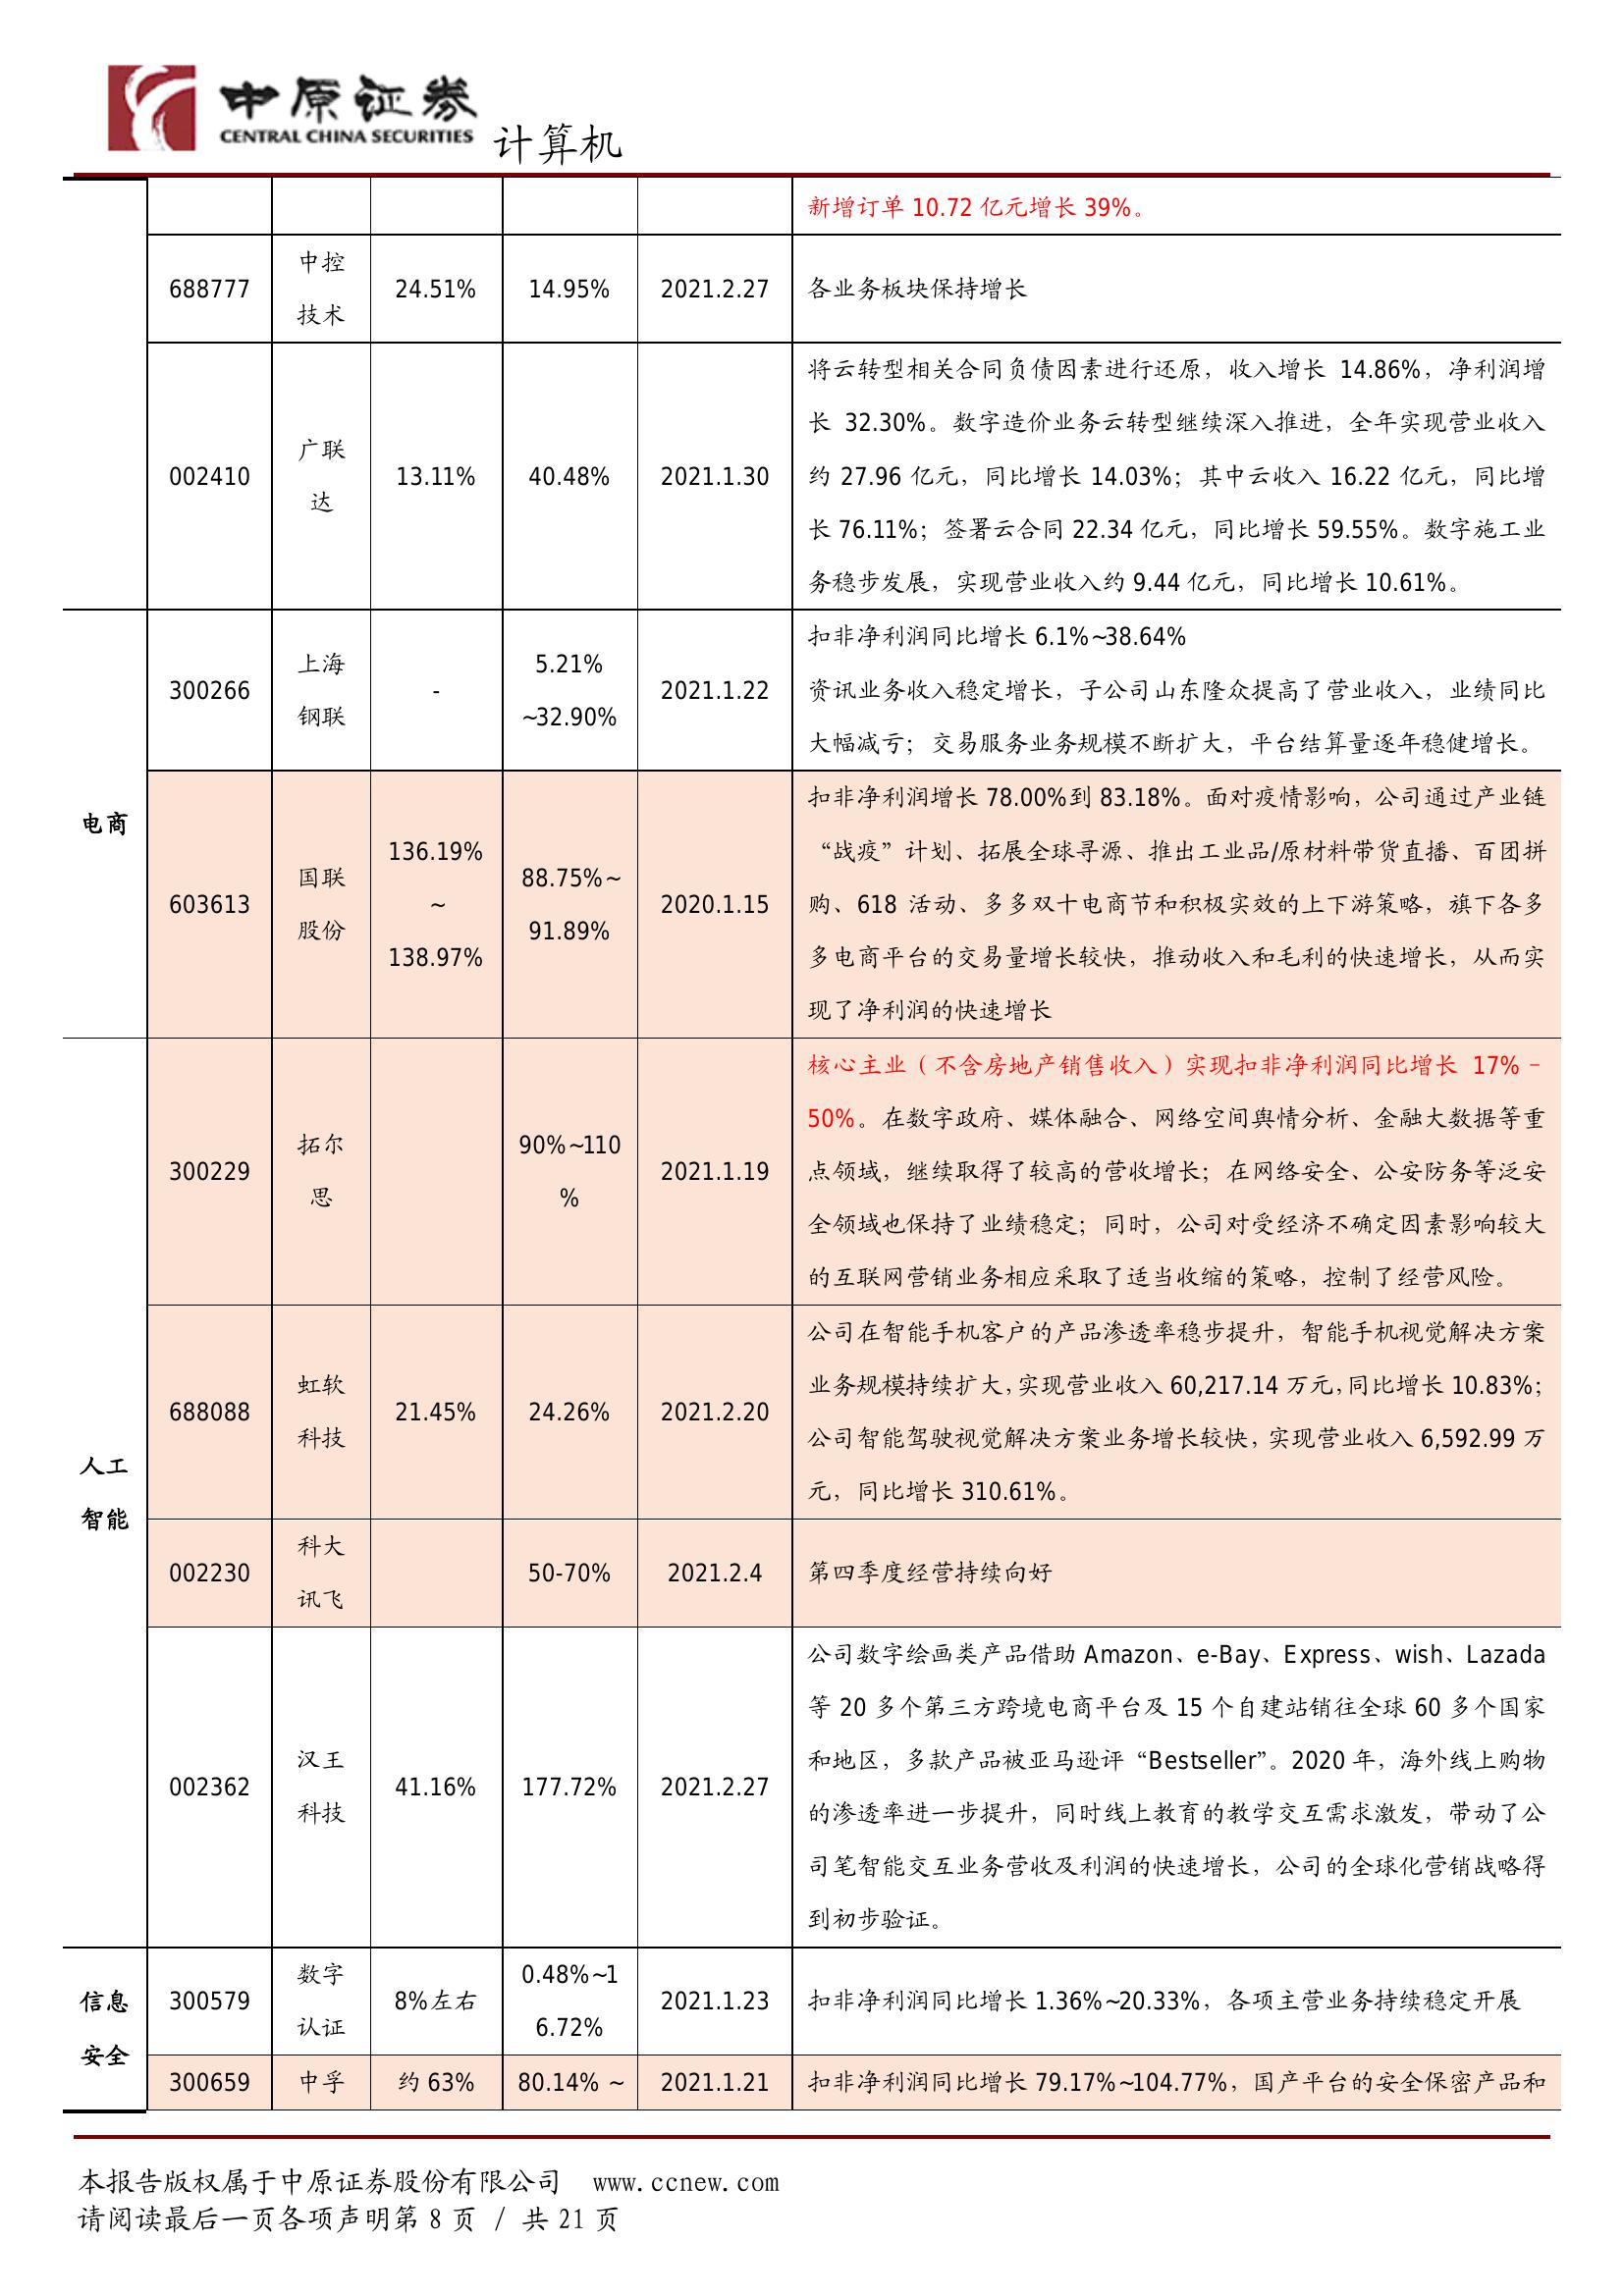 中原证券
CENTRAL CHINA SECURITIES
计算机
新增订单 10.72 亿元增长 39%。
688777
中控
技术
24.51%
14.95%
2021.2.27
各业务板块保持增长
002410
广联
达
13.11%
40.48%
2021.1.30
将云转型相关合同负债因素进行还原，收入增长 14.86%，净利润增
长 32.30%。数字造价业务云转型继续深入推进，全年实现营业收入
约 27.96 亿元，同比增长 14.03%；其中云收入 16.22 亿元，同比增
长 76.11%；签署云合同 22.34 亿元，同比增长 59.55%。数字施工业
务稳步发展，实现营业收入约 9.44 亿元，同比增长 10.61%。
电商
300266
上海
钢联
-
5.21%
~32.90%
2021.1.22
扣非净利润同比增长 6.1%~38.64%
资讯业务收入稳定增长，子公司山东隆众提高了营业收入，业绩同比
大幅减亏；交易服务业务规模不断扩大，平台结算量逐年稳健增长。
603613
国联
股份
136.19%
~
138.97%
88.75%~
91.89%
2020.1.15
扣非净利润增长 78.00%到 83.18%。面对疫情影响，公司通过产业链
“战疫”计划、拓展全球寻源、推出工业品/原材料带货直播、百团拼
购、618 活动、多多双十电商节和积极实效的上下游策略，旗下各多
多电商平台的交易量增长较快，推动收入和毛利的快速增长，从而实
现了净利润的快速增长
人工
智能
300229
拓尔
思
90%~110
%
2021.1.19
核心主业（不含房地产销售收入）实现扣非净利润同比增长 17% –
50%。在数字政府、媒体融合、网络空间舆情分析、金融大数据等重
点领域，继续取得了较高的营收增长；在网络安全、公安防务等泛安
全领域也保持了业绩稳定；同时，公司对受经济不确定因素影响较大
的互联网营销业务相应采取了适当收缩的策略，控制了经营风险。
688088
虹软
科技
21.45%
24.26%
2021.2.20
公司在智能手机客户的产品渗透率稳步提升，智能手机视觉解决方案
业务规模持续扩大，实现营业收入 60,217.14 万元，同比增长 10.83%；
公司智能驾驶视觉解决方案业务增长较快，实现营业收入 6,592.99 万
元，同比增长 310.61%。
002230
科大
讯飞
50-70%
2021.2.4
第四季度经营持续向好
002362
汉王
科技
41.16%
177.72%
2021.2.27
公司数字绘画类产品借助 Amazon、e-Bay、Express、wish、Lazada
等 20 多个第三方跨境电商平台及 15 个自建站销往全球 60 多个国家
和地区，多款产品被亚马逊评“Bestseller”。2020 年，海外线上购物
的渗透率进一步提升，同时线上教育的教学交互需求激发，带动了公
司笔智能交互业务营收及利润的快速增长，公司的全球化营销战略得
到初步验证。
信息
安全
300579
数字
认证
8%左右
0.48%~1
6.72%
2021.1.23
扣非净利润同比增长 1.36%~20.33%，各项主营业务持续稳定开展
300659
中孚
约 63%
80.14% ~
2021.1.21
扣非净利润同比增长 79.17%~104.77%，国产平台的安全保密产品和
本报告版权属于中原证券股份有限公司 www.ccnew.com
请阅读最后一页各项声明第 8 页 / 共 21 页